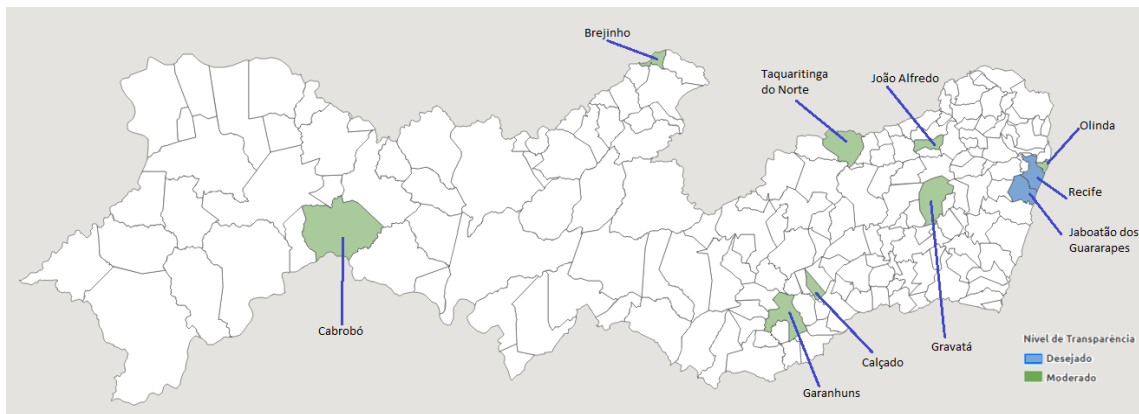 Brejinho
Taquaritinga
do Norte
João Alfredo
Olinda
Recife
Jaboatão dos
Guararapes
Cabrobó
Gravatá
Calçado
Garanhuns
Nível de Transparência
Desejado
Moderado